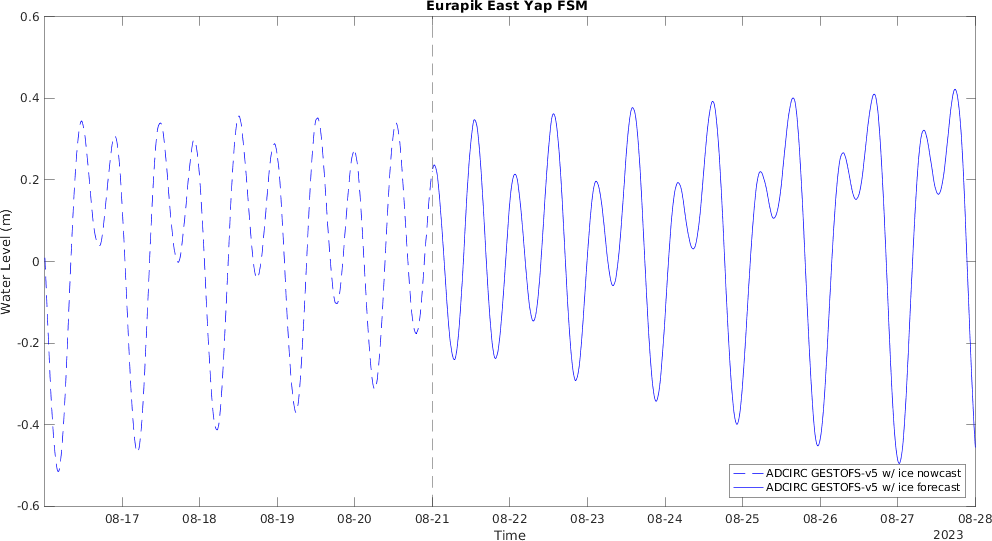 Eurapik East Yap FSM
0.6
0.4
0.2
0
-0.2
-0.4
-0.6
Water Level (m)
ADCIRC GESTOFS-v5 w/ ice nowcast
ADCIRC GESTOFS-v5 w/ ice forecast
08-17 08-18 08-19 08-20 08-21 08-22 08-23 08-24 08-25 08-26 08-27 08-28
Time
2023